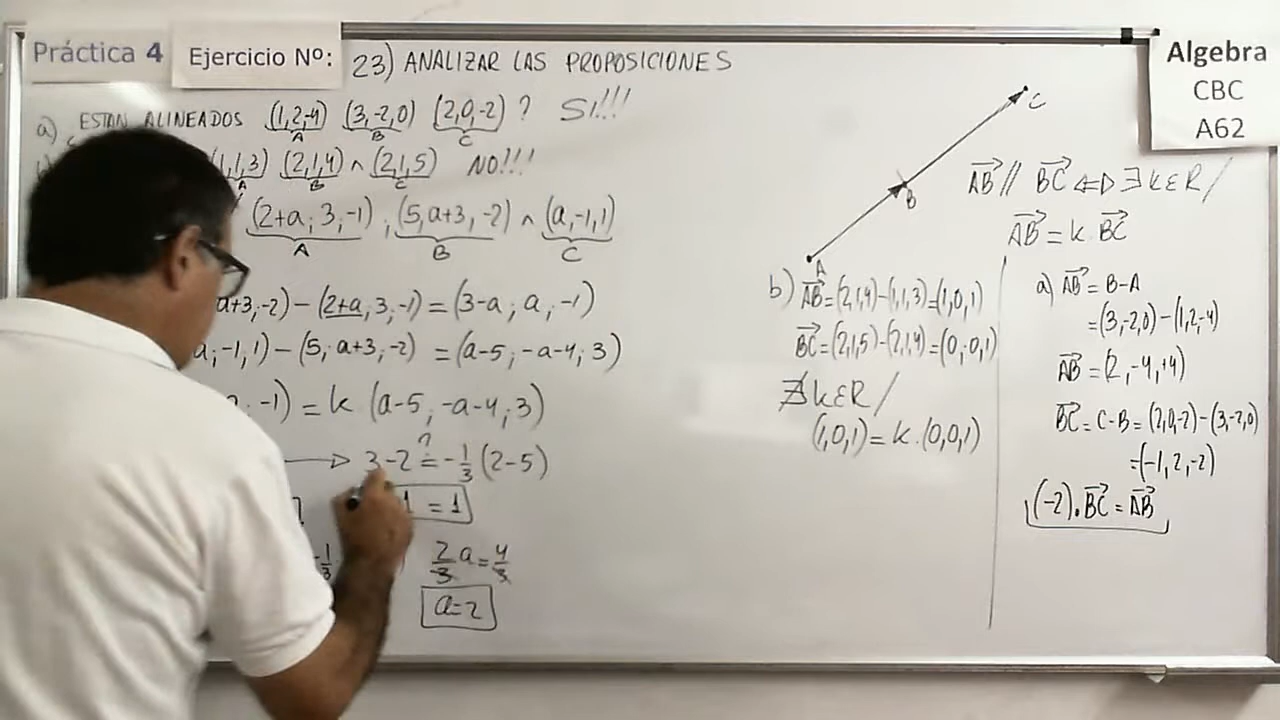 Práctica 4
Ejercicio Nº:
23) ANALIZAR LAS PROPOSICIONES
Algebra
CBC
A62
a) ESTAN ALINEADOS (1,2,-4) (3,-2,0) (2,0,-2) ? SI!!!
A B C
(1,1,3) (2,1,4) ^ (2,1,5) NO!!!
A B C
(2+a; 3, -1) ; (5, a+3, -2) ^ (a, -1, 1)
A B C
a+3, -2) - (2+a, 3, -1) = (3-a; a; -1)
a, -1, 1) - (5; a+3, -2) = (a-5; -a-4; 3)
-1) = k (a-5; -a-4; 3)
→ 3-2 =? -1/3 (2-5)
1 = 1
-1/3
2/3 a = 4/3
a=2
A B C
AB // BC ⇔ ∃ k ε R /
AB = k. BC
b) AB = (2,1,4) - (1,1,3) = (1,0,1)
BC = (2,1,5) - (2,1,4) = (0,0,1)
∄ k ε R /
(1,0,1) = k. (0,0,1)
a) AB = B-A
= (3,-2,0) - (1,2,-4)
AB = (2, -4, +4)
BC = C-B = (2,0,-2) - (3,-2,0)
= (-1, 2, -2)
(-2). BC = AB